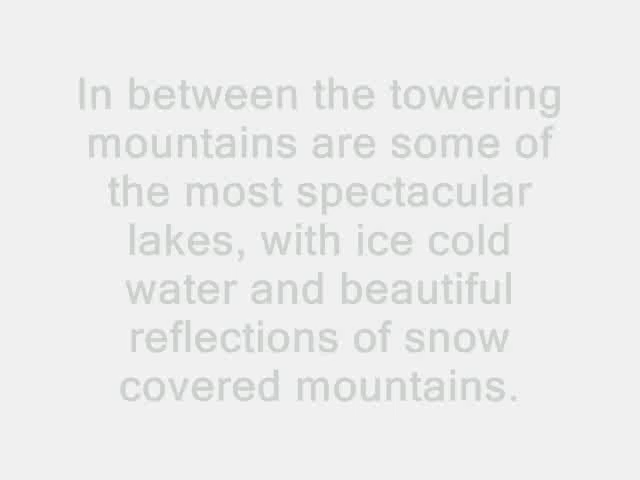 In between the towering
mountains are some of
the most spectacular
lakes, with ice cold
water and beautiful
reflections of snow
covered mountains.